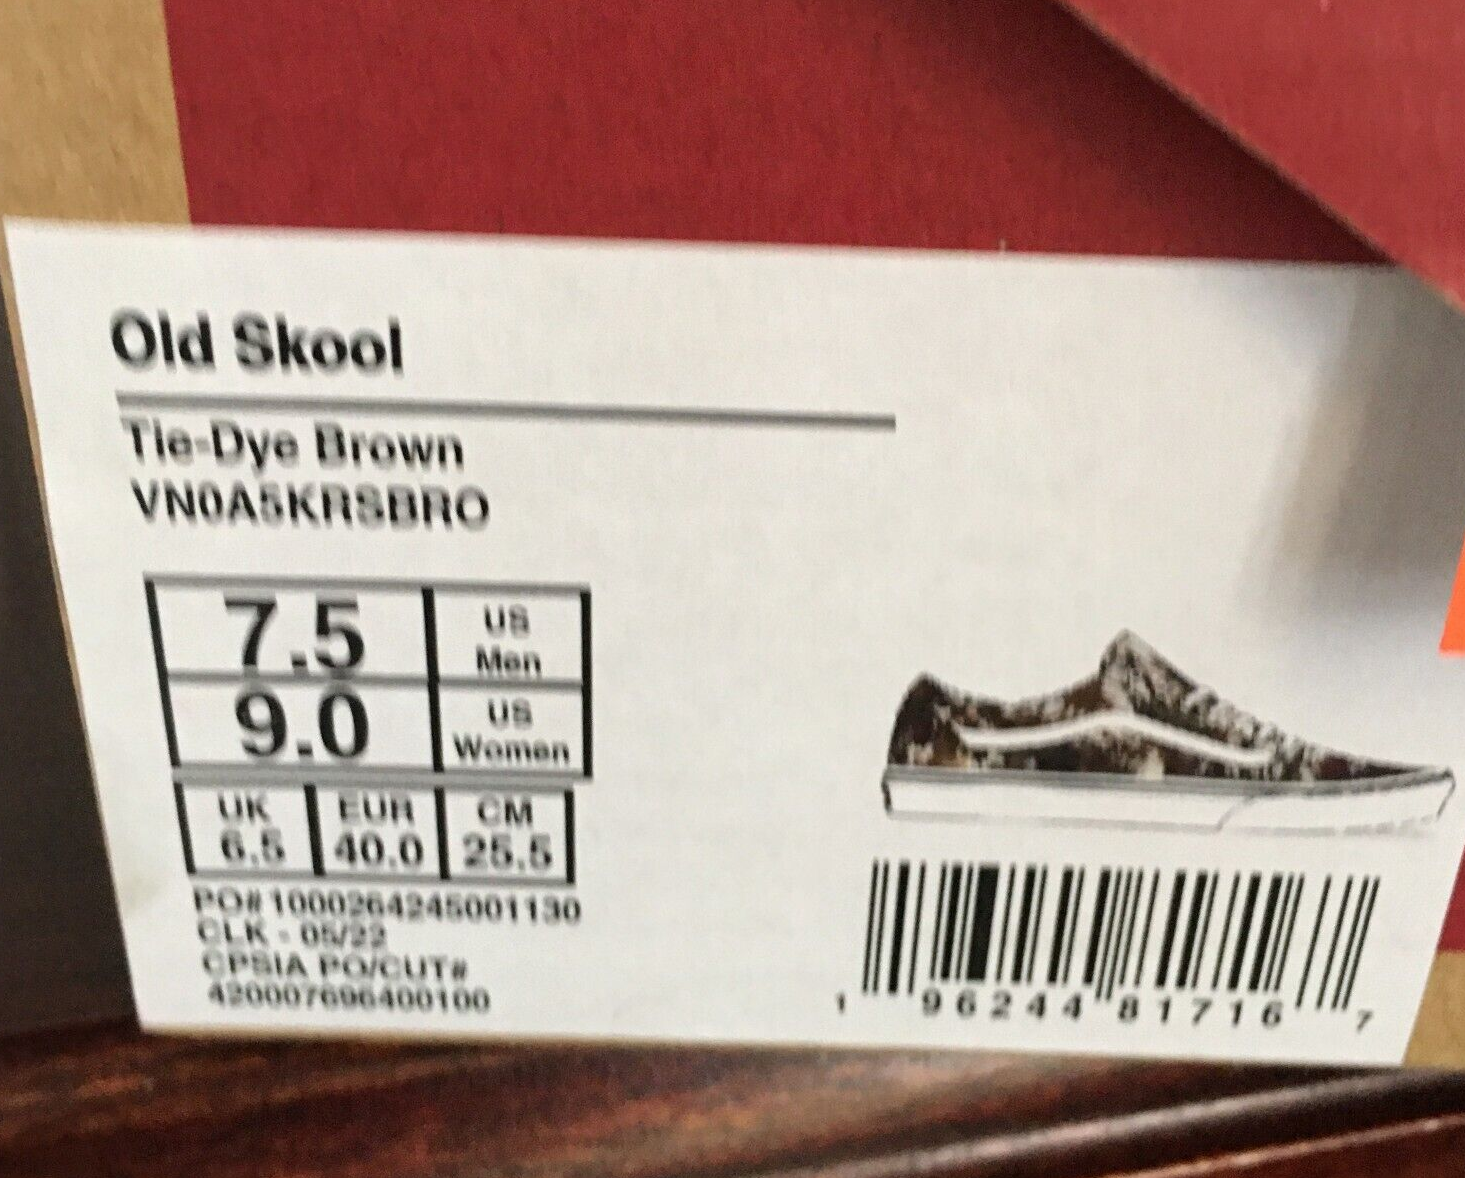 Old Skool
Tie-Dye Brown
VN0A5KRSBRO
7.5 US Men
9.0 US Women
UK EUR CM
6.5 40.0 25.5
PO# 1000264245001130
CLK - 05/22
CPSIA PO/CUT#
420007696400100
1 96244 81716 7